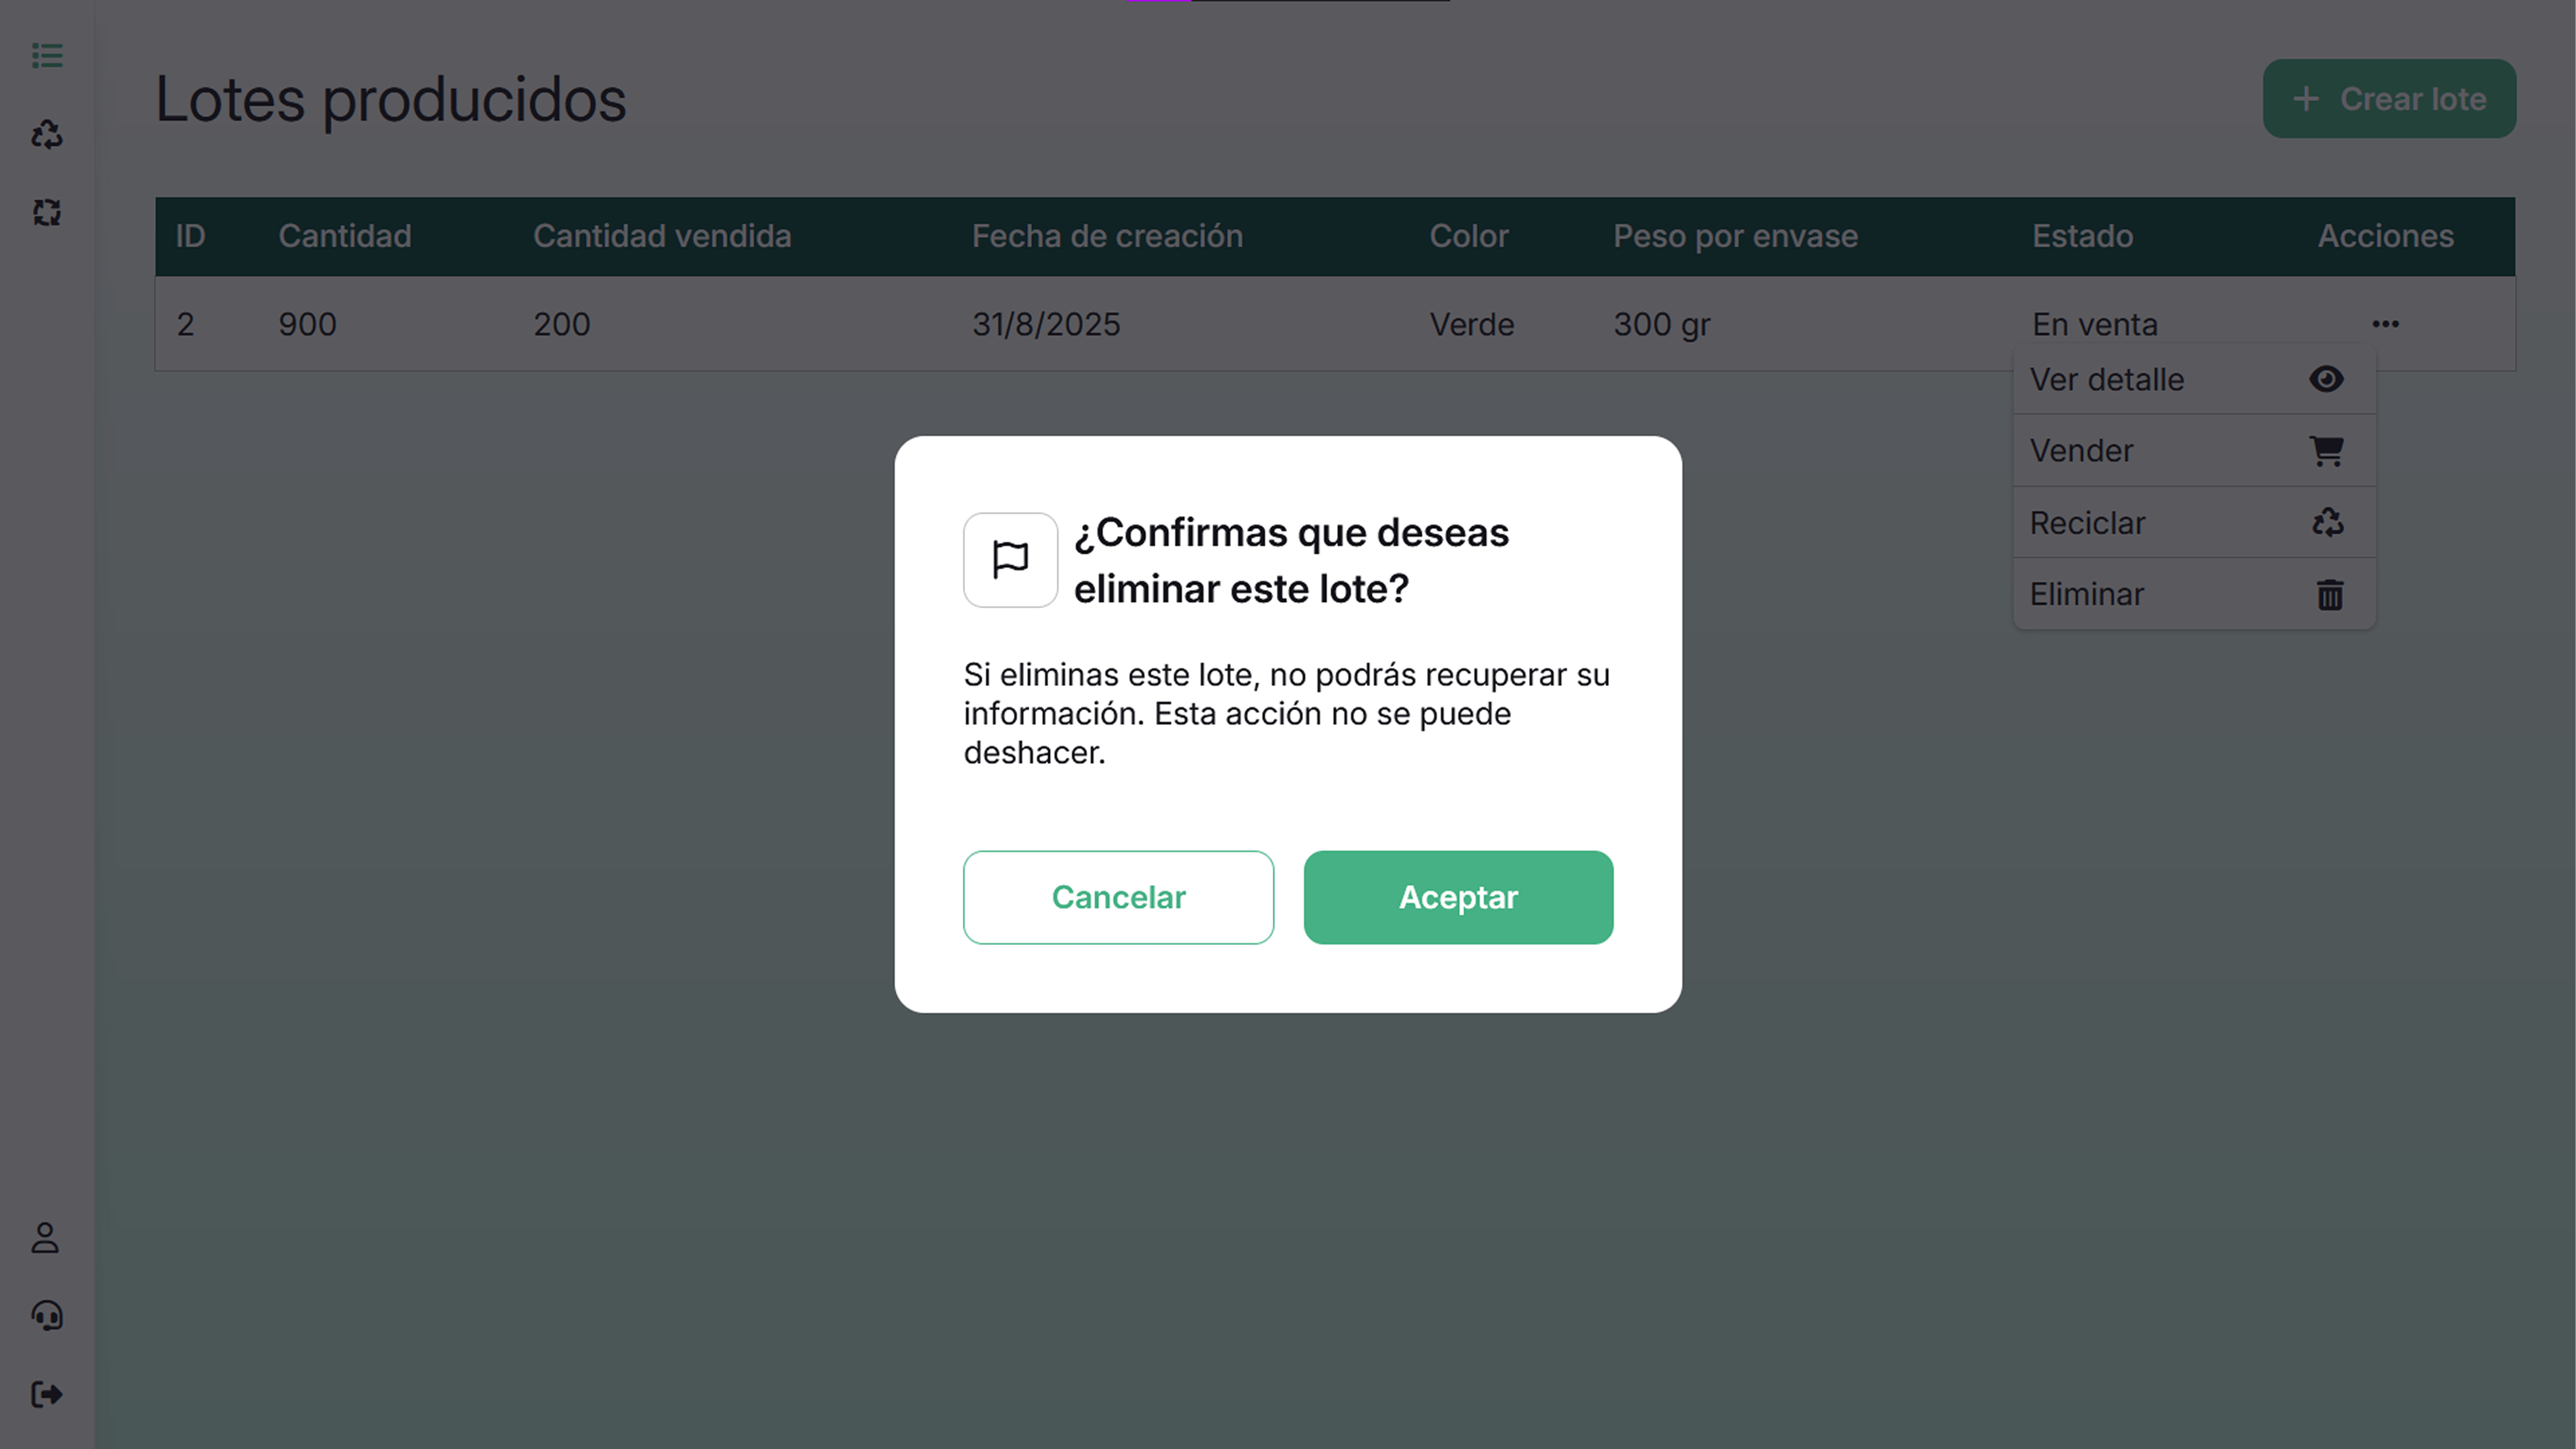 Lotes producidos
Crear lote
ID Cantidad Cantidad vendida Fecha de creación Color Peso por envase Estado Acciones
2 900 200 31/8/2025 Verde 300 gr En venta
Ver detalle
Vender
Reciclar
Eliminar
¿Confirmas que deseas
eliminar este lote?
Si eliminas este lote, no podrás recuperar su
información. Esta acción no se puede
deshacer.
Cancelar Aceptar